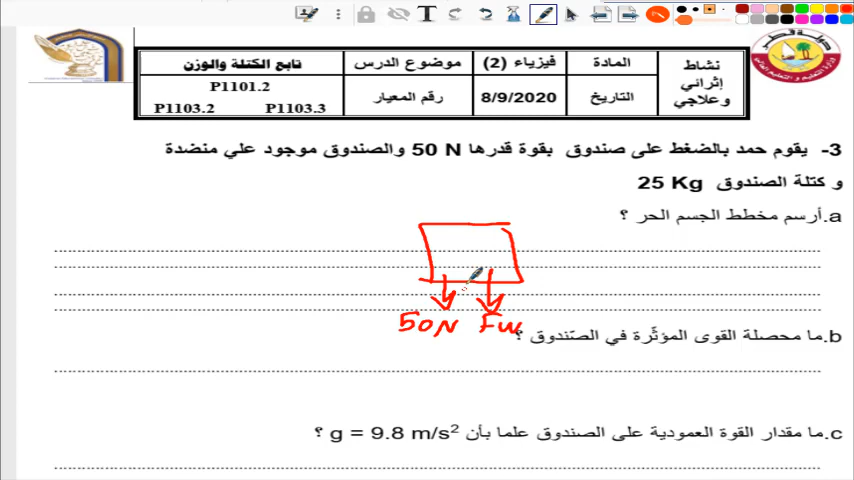 نشاط إثرائي وعلاجي
المادة
فيزياء (2)
موضوع الدرس
تابع الكتلة والوزن
التاريخ
8/9/2020
رقم المعيار
P1101.2
P1103.3
P1103.2
3- يقوم حمد بالضغط على صندوق بقوة قدرها 50 N والصندوق موجود علي منضدة
و كتلة الصندوق 25 Kg
a.أرسم مخطط الجسم الحر ؟
50N Fw
b.ما محصلة القوى المؤثّرة في الصّندوق ؟
c.ما مقدار القوة العمودية على الصندوق علما بأن g = 9.8 m/s² ؟